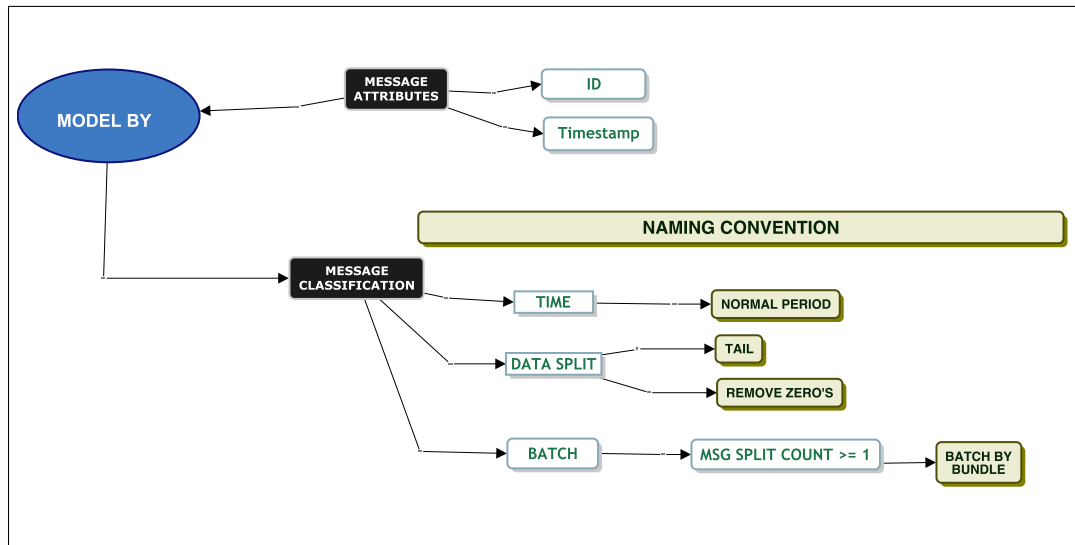 MESSAGE
ATTRIBUTES
ID
MODEL BY
Timestamp
NAMING CONVENTION
MESSAGE
CLASSIFICATION
TIME
NORMAL PERIOD
DATA SPLIT
TAIL
REMOVE ZERO'S
BATCH
MSG SPLIT COUNT >= 1
BATCH BY
BUNDLE